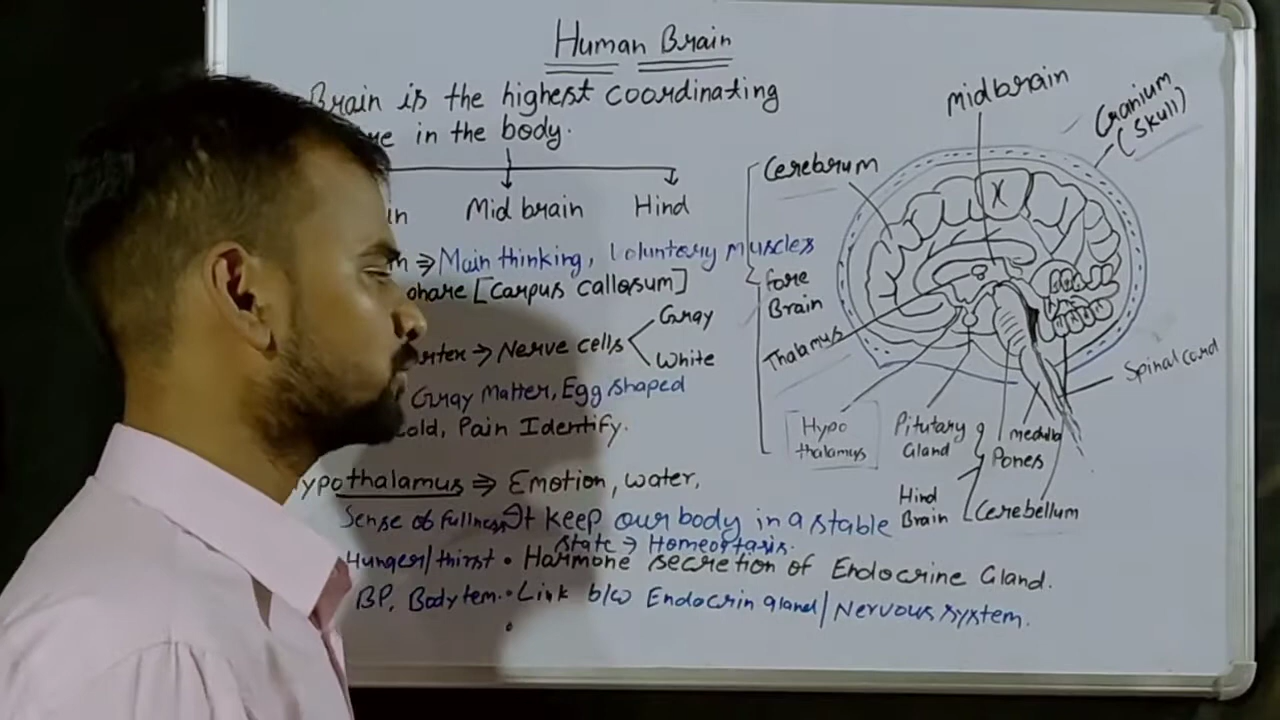 Human Brain
Brain is the highest coordinating
in the body.
Mid brain
Hind
⇒ Main thinking, Voluntary muscles
[Carpus callosum]
→ Nerve cells
Gray
White
Gray Matter, Egg shaped
Pain Identify.
hypothalamus ⇒ Emotion, water,
Sense of fullness It keep our body in a stable
state → Homeostasis.
Hunger/thirst • Harmone secretion of Endocrine Gland.
BP, Body tem. • Link b/w Endocrin gland/Nervous system.
midbrain
Cranium
(Skull)
Cerebrum
fore
Brain
Thalamus
Spinal cord
Hypo
thalamus
Pitutary
Gland
medulla
Pones
Hind
Brain
Cerebellum